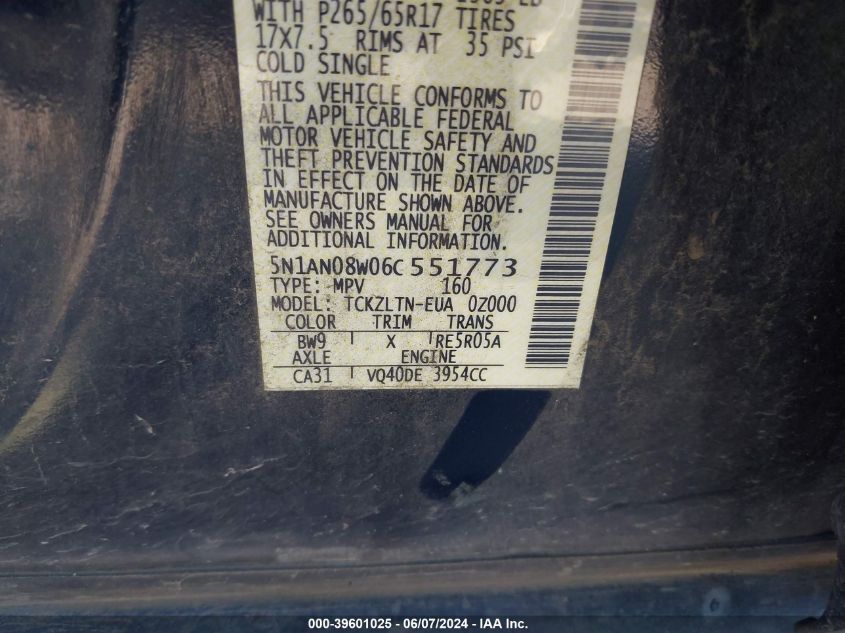 WITH P265/65R17 TIRES
17X7.5 RIMS AT 35 PSI
COLD SINGLE
THIS VEHICLE CONFORMS TO
ALL APPLICABLE FEDERAL
MOTOR VEHICLE SAFETY AND
THEFT PREVENTION STANDARDS
IN EFFECT ON THE DATE OF
MANUFACTURE SHOWN ABOVE.
SEE OWNERS MANUAL FOR
ADDITIONAL INFORMATION.
5N1AN08W06C551773
TYPE: MPV 160
MODEL: TCKZLTN-EUA 0Z000
COLOR TRIM TRANS
BW9 X RE5R05A
AXLE ENGINE
CA31 VQ40DE 3954CC
000-39601025 - 06/07/2024 - IAA Inc.